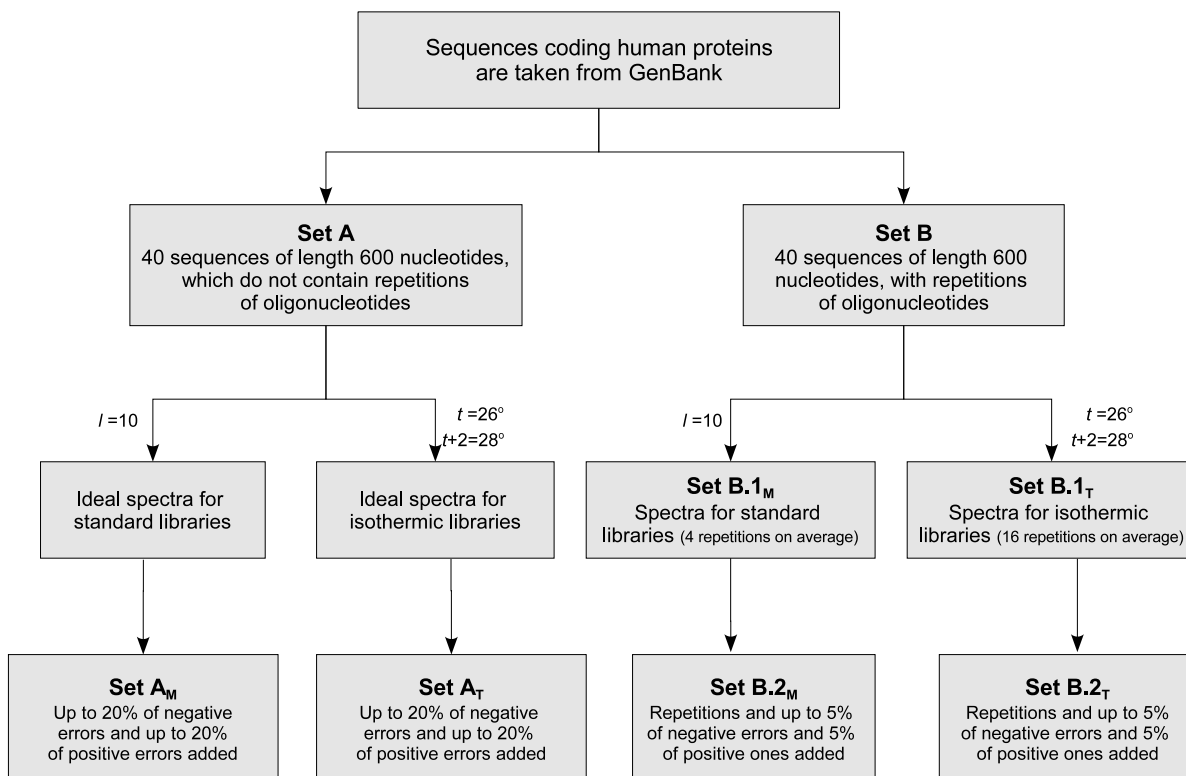 Sequences coding human proteins
are taken from GenBank
Set A
40 sequences of length 600 nucleotides,
which do not contain repetitions
of oligonucleotides
Set B
40 sequences of length 600
nucleotides, with repetitions
of oligonucleotides
l =10
t =26°
t+2=28°
l=10
t =26°
t+2=28°
Ideal spectra for
standard libraries
Ideal spectra for
isothermic libraries
Set B.1M
Spectra for standard
libraries (4 repetitions on average)
Set B.1T
Spectra for isothermic
libraries (16 repetitions on average)
Set AM
Up to 20% of negative
errors and up to 20%
of positive errors added
Set AT
Up to 20% of negative
errors and up to 20%
of positive errors added
Set B.2M
Repetitions and up to 5%
of negative errors and 5%
of positive ones added
Set B.2T
Repetitions and up to 5%
of negative errors and 5%
of positive ones added